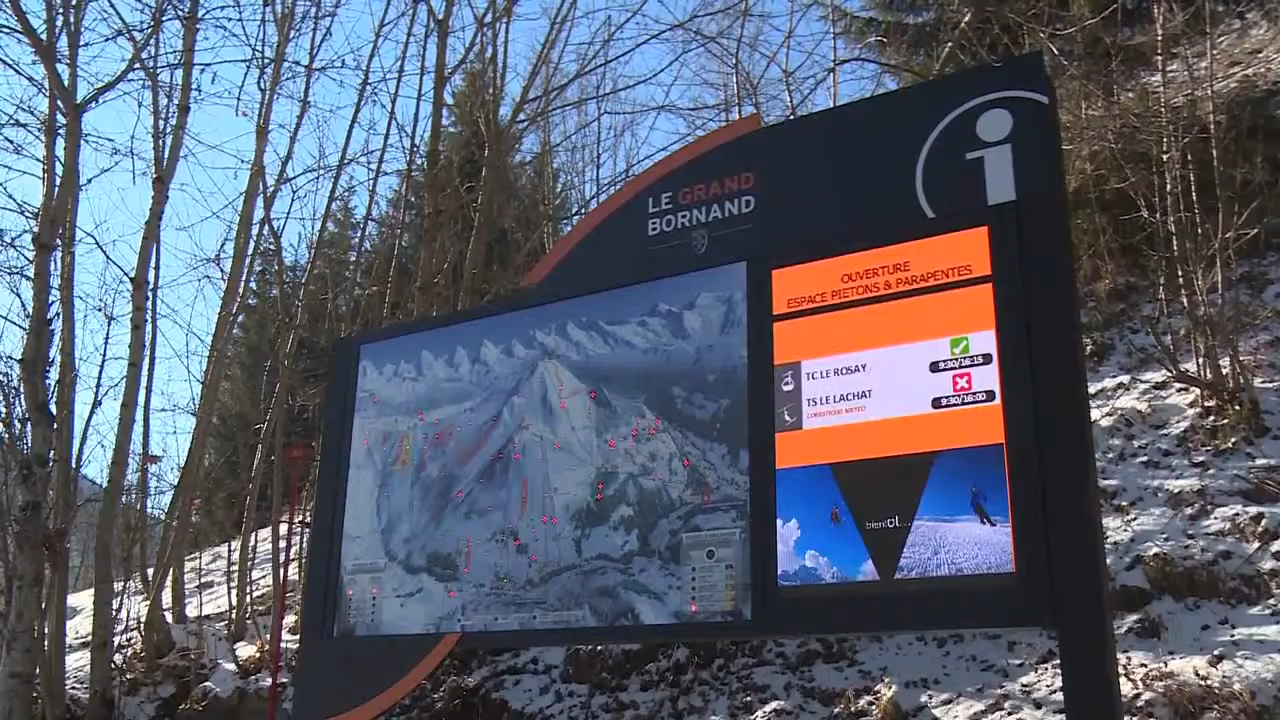 LE GRAND
BORNAND
i
OUVERTURE
ESPACE PIETONS & PARAPENTES
TC LE ROSAY
9:30/16:15
TS LE LACHAT
CONDITIONS METEO
9:30/16:00
bientôt...